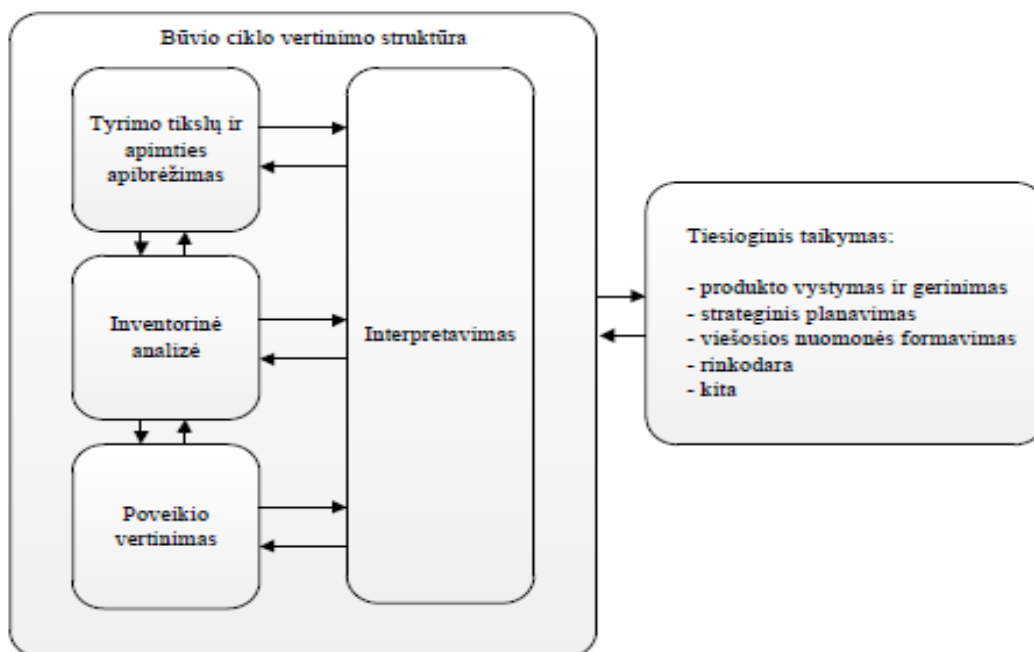 Būvio ciklo vertinimo struktūra
Tyrimo tikslų ir
apimties
apibrėžimas
Inventorinė
analizė
Poveikio
vertinimas
Interpretavimas
Tiesioginis taikymas:
- produkto vystymas ir gerinimas
- strateginis planavimas
- viešosios nuomonės formavimas
- rinkodara
- kita